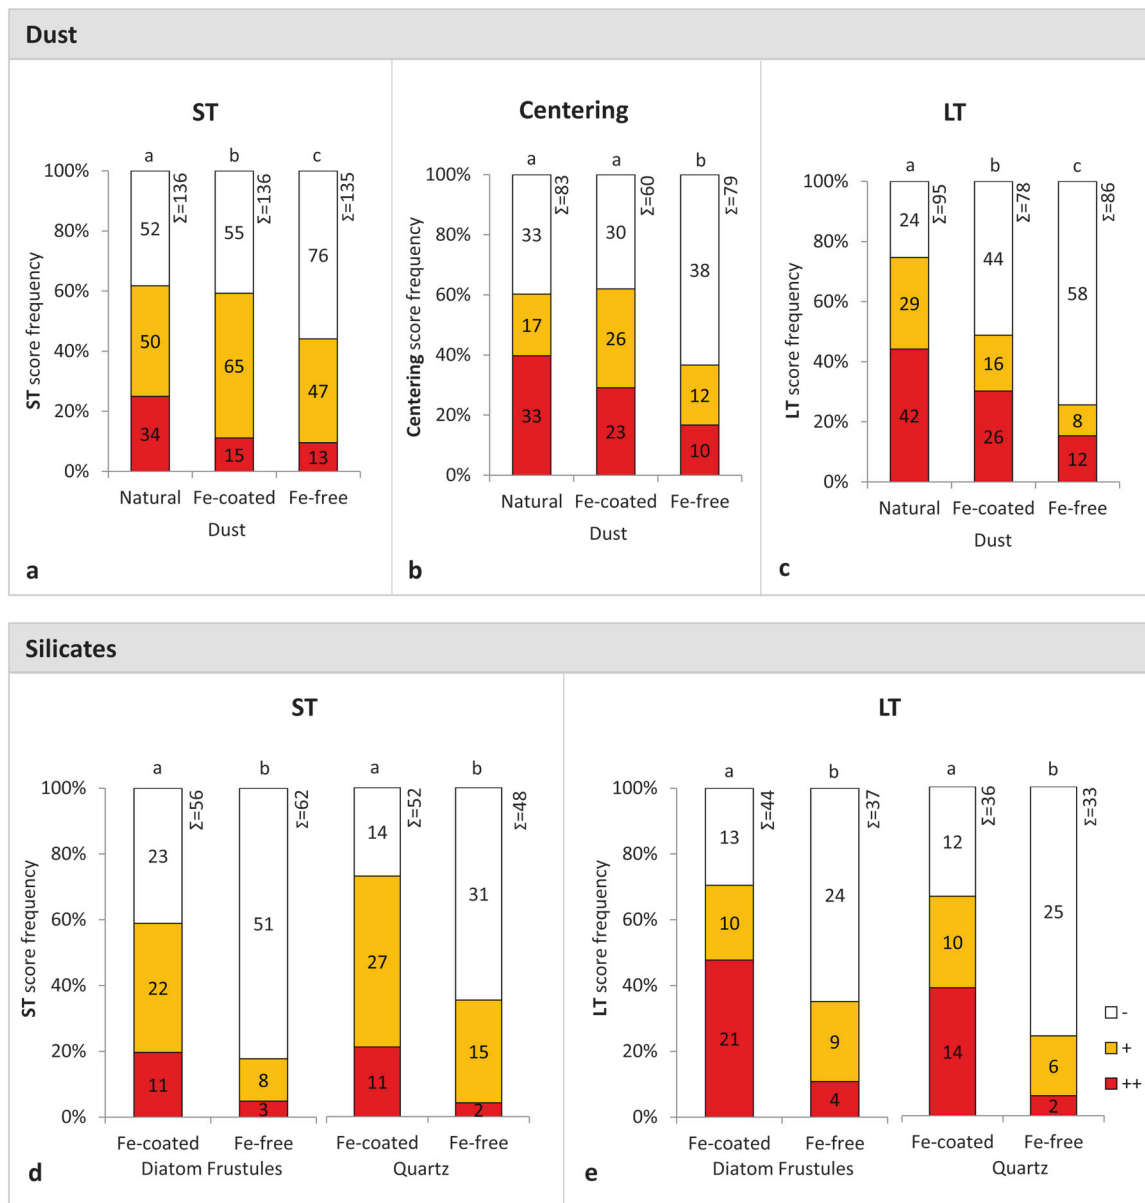 Dust
ST
a b c
100%
80%
60%
40%
20%
0%
ST score frequency
52 50 34 Σ=136
55 65 15 Σ=136
76 47 13 Σ=135
Natural Fe-coated Fe-free
Dust
a
Centering
a a b
100%
80%
60%
40%
20%
0%
Centering score frequency
33 17 33 Σ=83
30 26 23 Σ=60
38 12 10 Σ=79
Natural Fe-coated Fe-free
Dust
b
LT
a b c
100%
80%
60%
40%
20%
0%
LT score frequency
24 29 42 Σ=95
44 16 26 Σ=78
58 8 12 Σ=86
Natural Fe-coated Fe-free
Dust
c
Silicates
ST
a b a b
100%
80%
60%
40%
20%
0%
ST score frequency
23 22 11 Σ=56
51 8 3 Σ=62
14 27 11 Σ=52
31 15 2 Σ=48
Fe-coated Fe-free Fe-coated Fe-free
Diatom Frustules Quartz
d
LT
a b a b
100%
80%
60%
40%
20%
0%
LT score frequency
13 10 21 Σ=44
24 9 4 Σ=37
12 10 14 Σ=36
25 6 2 Σ=33
Fe-coated Fe-free Fe-coated Fe-free
Diatom Frustules Quartz
e
-
+
++